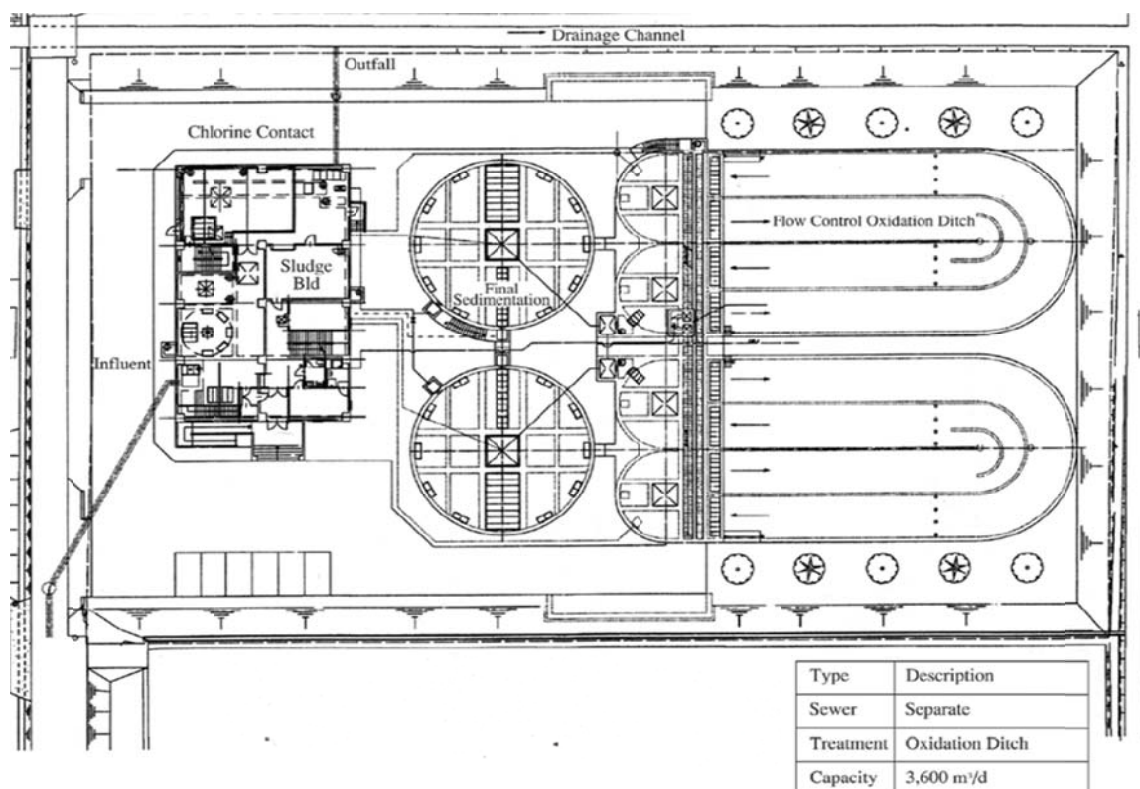 Drainage Channel
Outfall
Chlorine Contact
Flow Control Oxidation Ditch
Sludge
Bld
Final
Sedimentation
Influent
Type Description
Sewer Separate
Treatment Oxidation Ditch
Capacity 3,600 m³/d